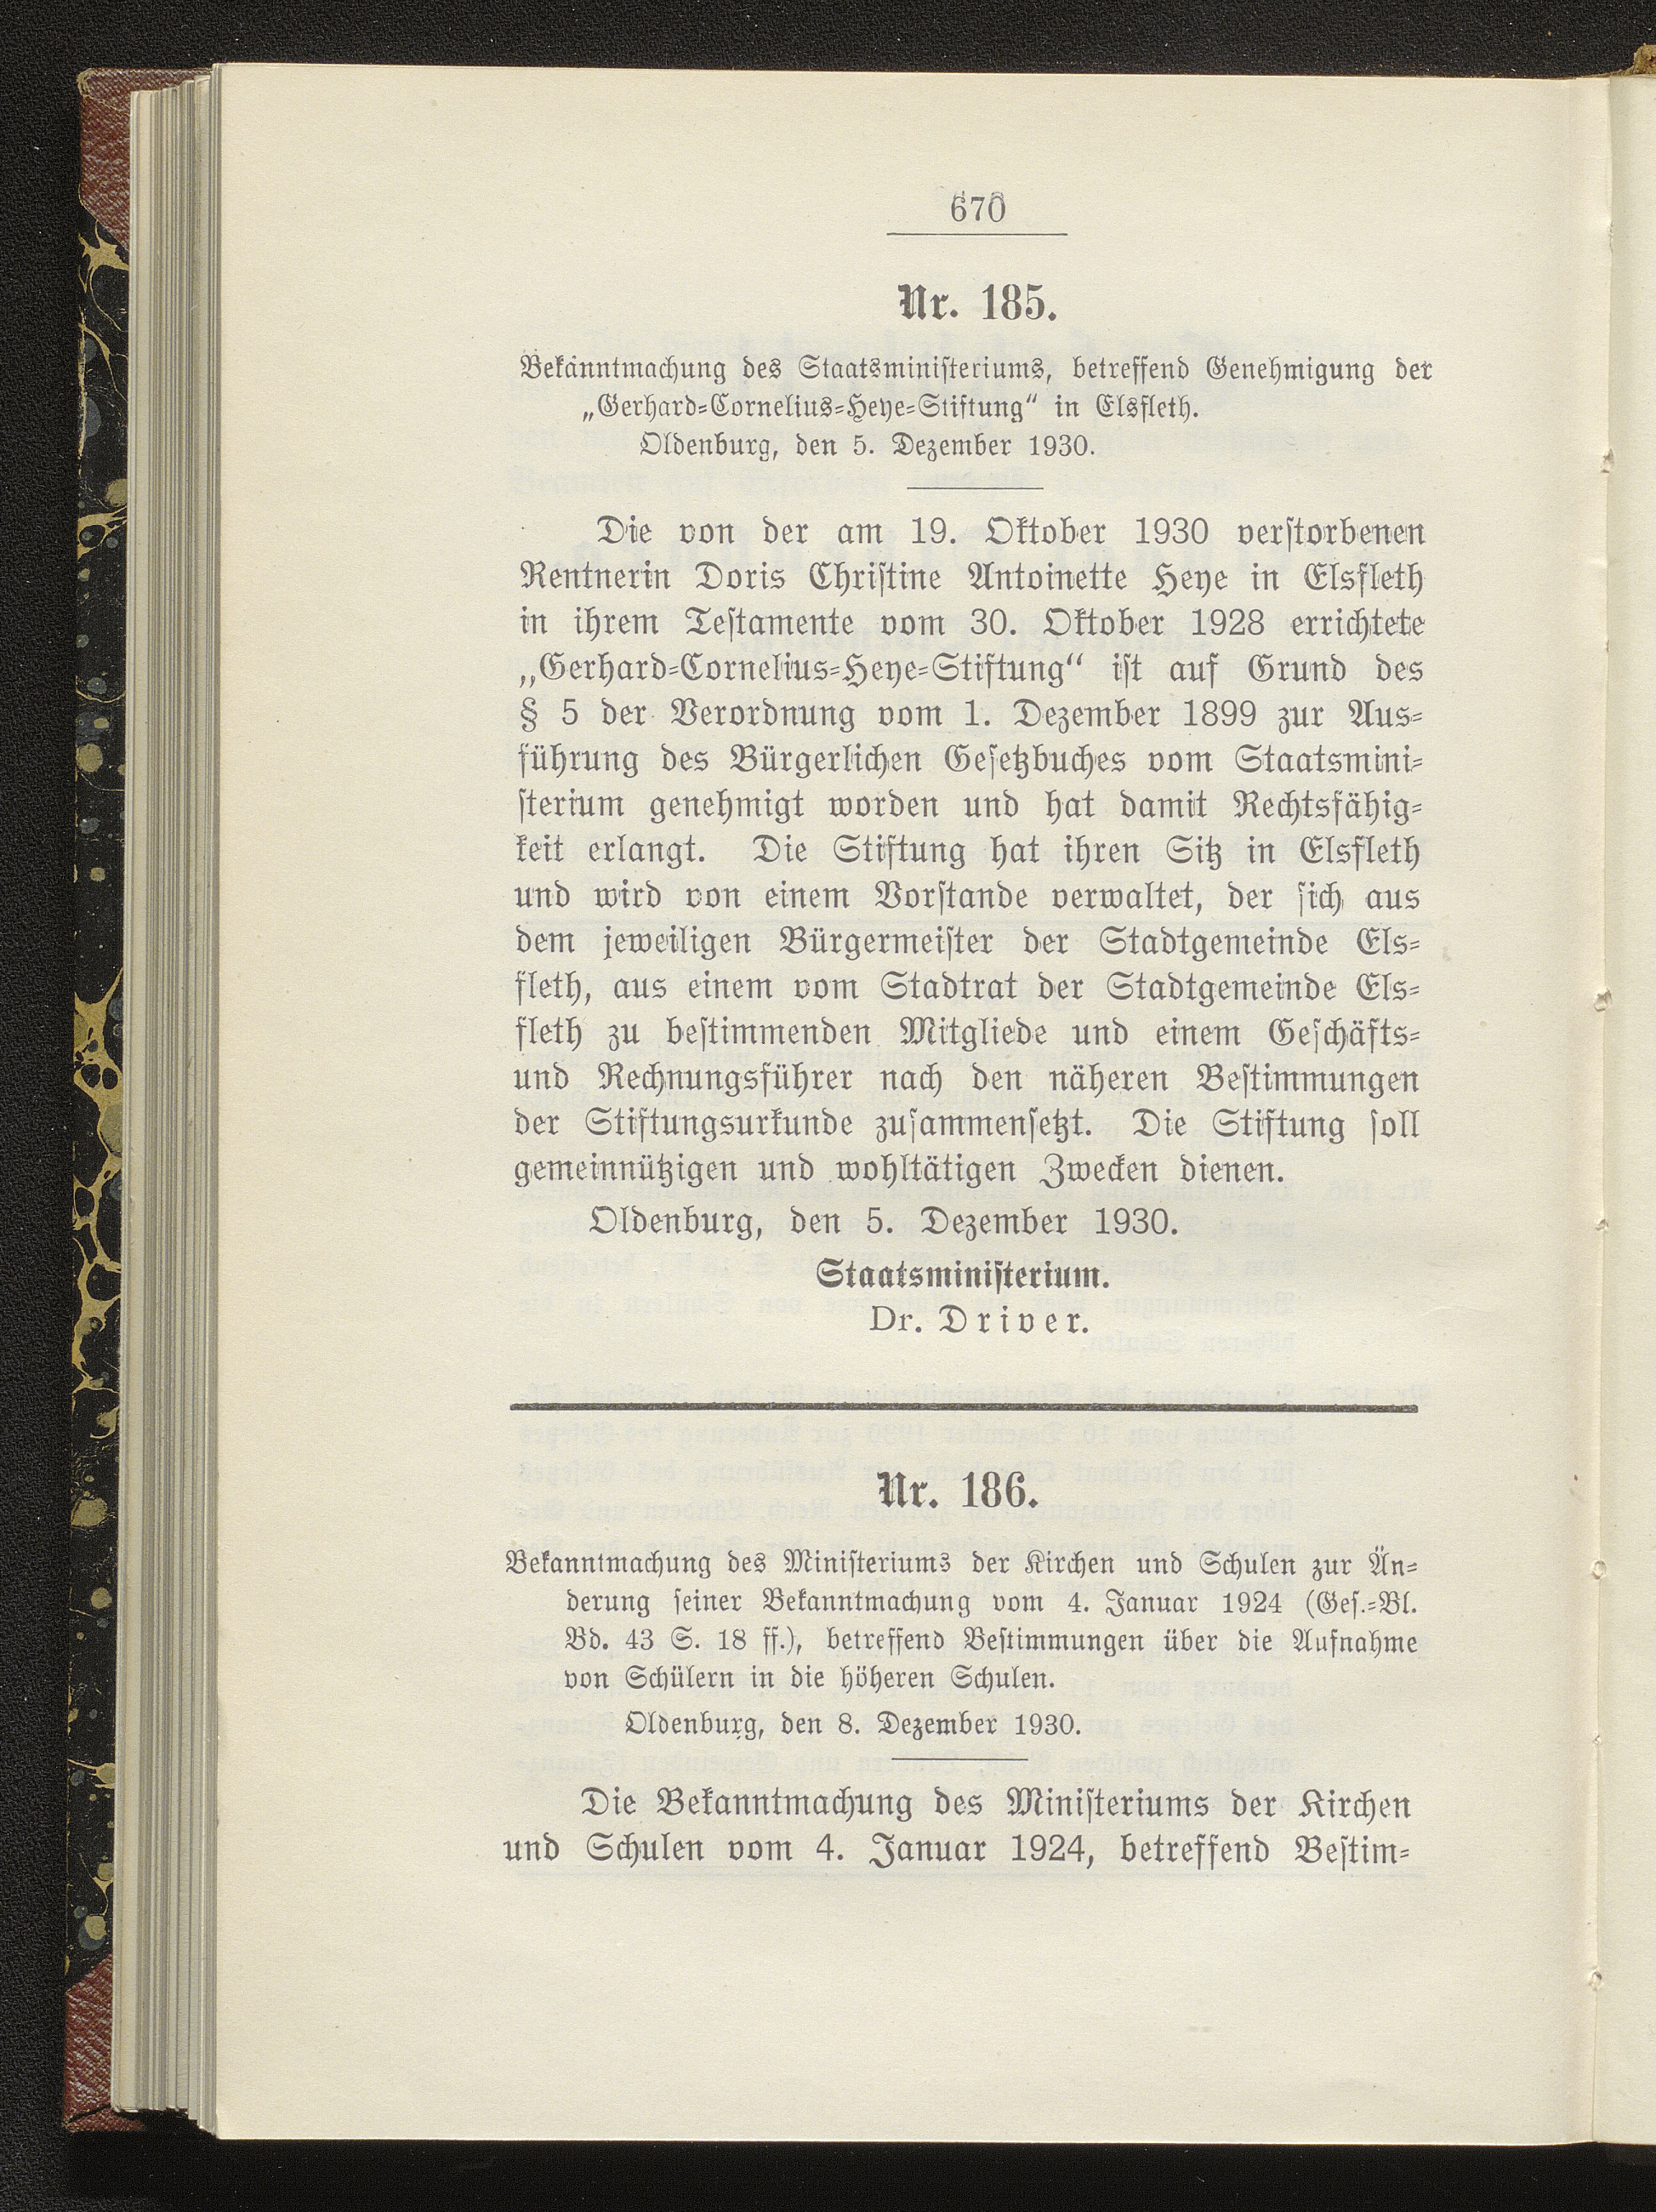 670
Nr. 185.
Bekanntmachung des Staatsministeriums, betreffend Genehmigung der
„Gerhard-Cornelius-Heye-Stiftung“ in Elsfleth.
Oldenburg, den 5. Dezember 1930.
Die von der am 19. Oktober 1930 verstorbenen
Rentnerin Doris Christine Antoinette Heye in Elsfleth
in ihrem Testamente vom 30. Oktober 1928 errichtete
„Gerhard-Cornelius-Heye-Stiftung“ ist auf Grund des
§ 5 der Verordnung vom 1. Dezember 1899 zur Aus-
führung des Bürgerlichen Gesetzbuches vom Staatsmini-
sterium genehmigt worden und hat damit Rechtsfähig-
keit erlangt. Die Stiftung hat ihren Sitz in Elsfleth
und wird von einem Vorstande verwaltet, der sich aus
dem jeweiligen Bürgermeister der Stadtgemeinde Els-
fleth, aus einem vom Stadtrat der Stadtgemeinde Els-
fleth zu bestimmenden Mitgliede und einem Geschäfts-
und Rechnungsführer nach den näheren Bestimmungen
der Stiftungsurkunde zusammensetzt. Die Stiftung soll
gemeinnützigen und wohltätigen Zwecken dienen.
Oldenburg, den 5. Dezember 1930.
Staatsministerium.
Dr. Driver.
Nr. 186.
Bekanntmachung des Ministeriums der Kirchen und Schulen zur Än-
derung seiner Bekanntmachung vom 4. Januar 1924 (Ges.-Bl.
Bd. 43 S. 18 ff.), betreffend Bestimmungen über die Aufnahme
von Schülern in die höheren Schulen.
Oldenburg, den 8. Dezember 1930.
Die Bekanntmachung des Ministeriums der Kirchen
und Schulen vom 4. Januar 1924, betreffend Bestim-